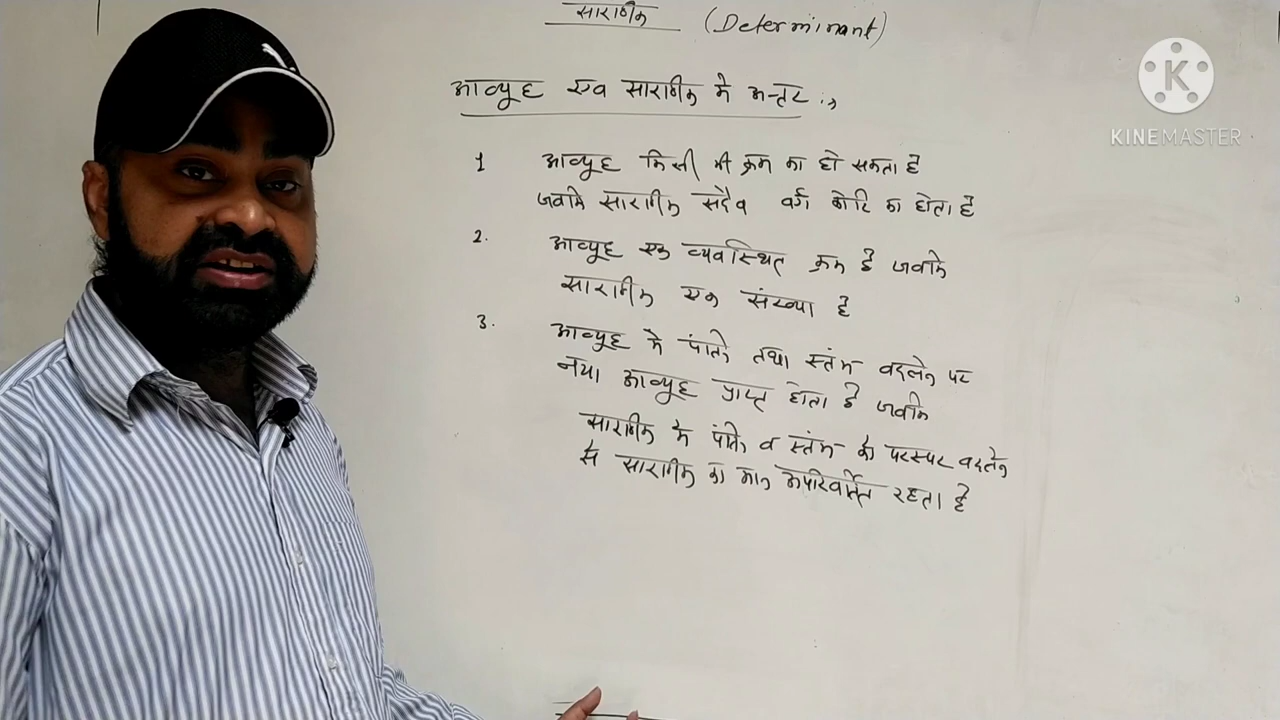 सारणिक (Determinant)
आव्यूह एव सारणिक मे अन्तर :,
1 आव्यूह किसी भी क्रम का हो सकता है
जबकि सारणिक सदैव वर्ग कोटि का होता है
2. आव्यूह एक व्यवस्थित क्रम है जबकि
सारणिक एक संख्या है
3. आव्यूह मे पंक्ति तथा स्तंभ बदलने पर
नया आव्यूह प्राप्त होता है जबकि
सारणिक मे पंक्ति व स्तंभ को परस्पर बदलने
से सारणिक का मान अपरिवर्तित रहता है
K
KINEMASTER